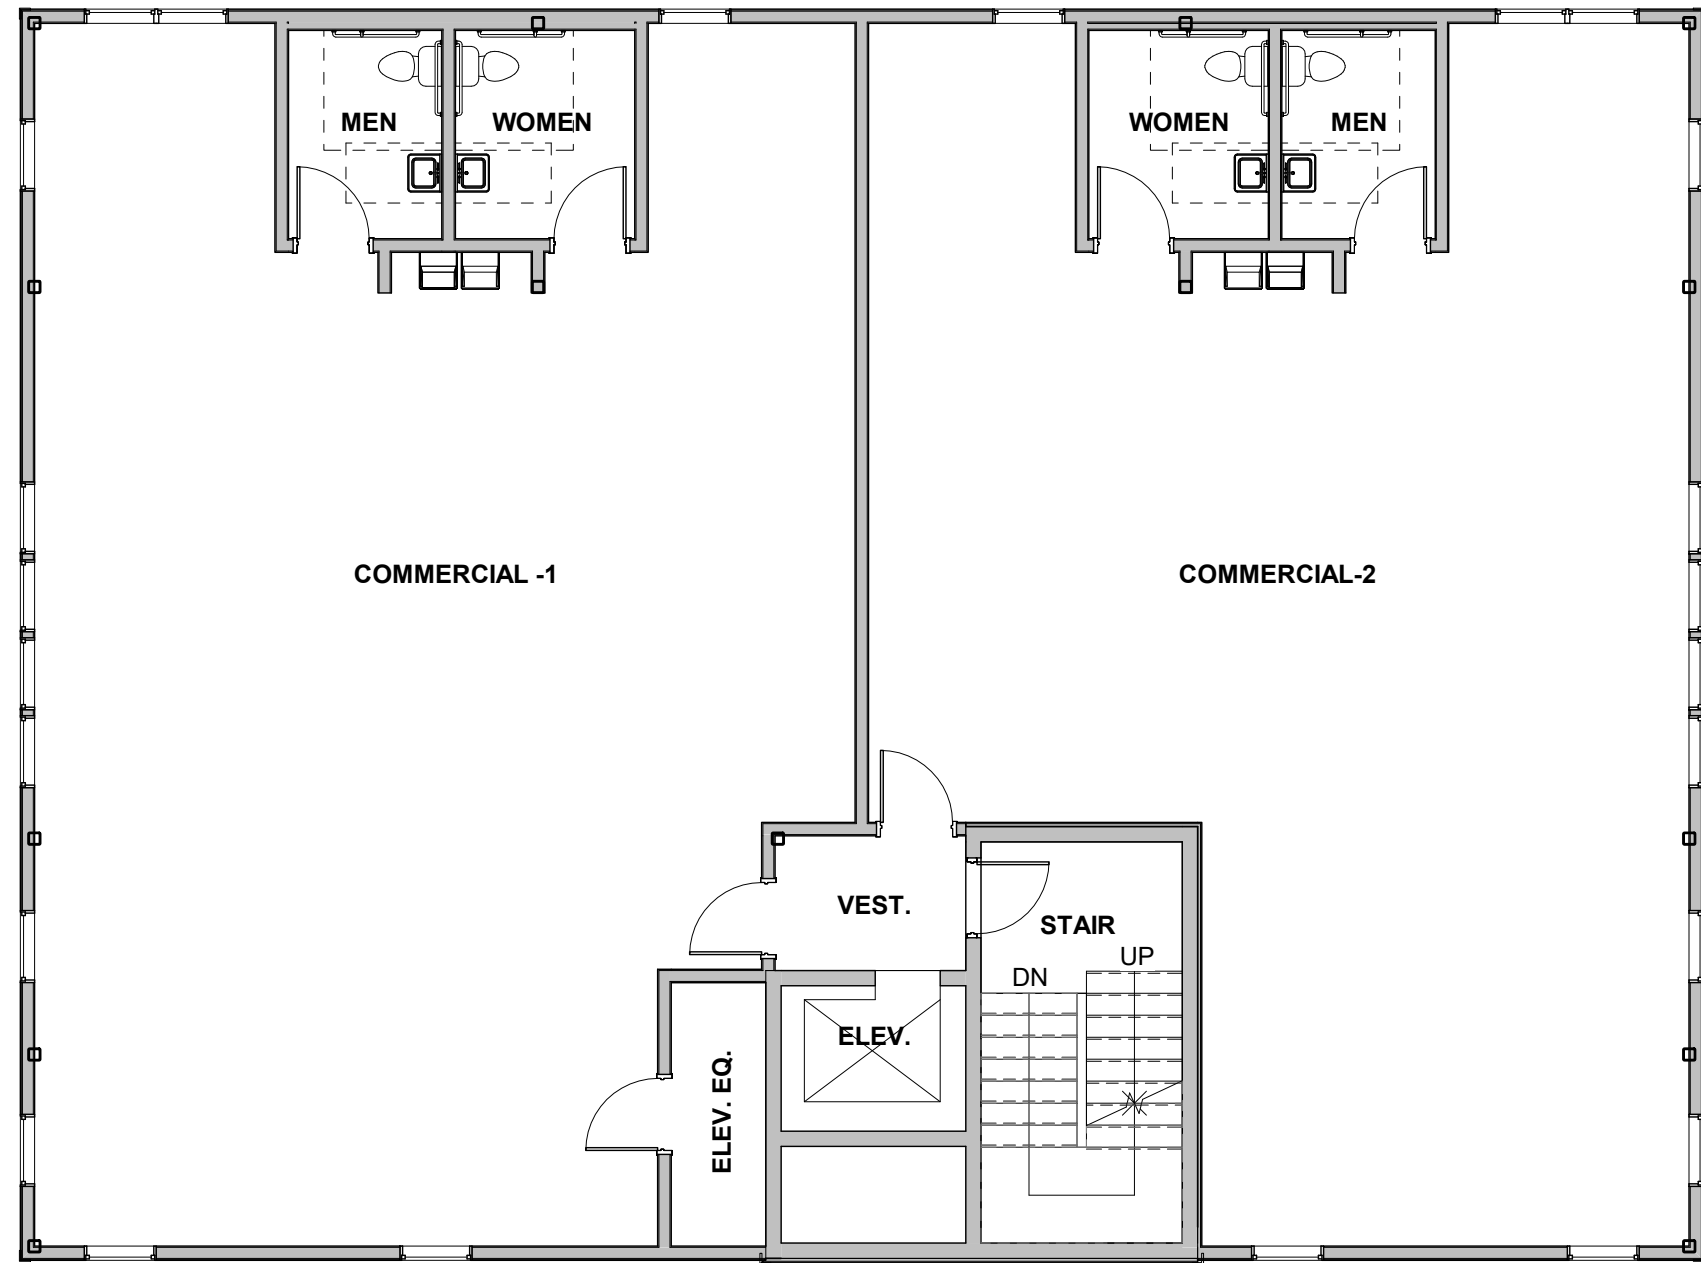 MEN
WOMEN
WOMEN
MEN
COMMERCIAL -1
COMMERCIAL-2
VEST.
STAIR
UP
DN
ELEV.
ELEV. EQ.